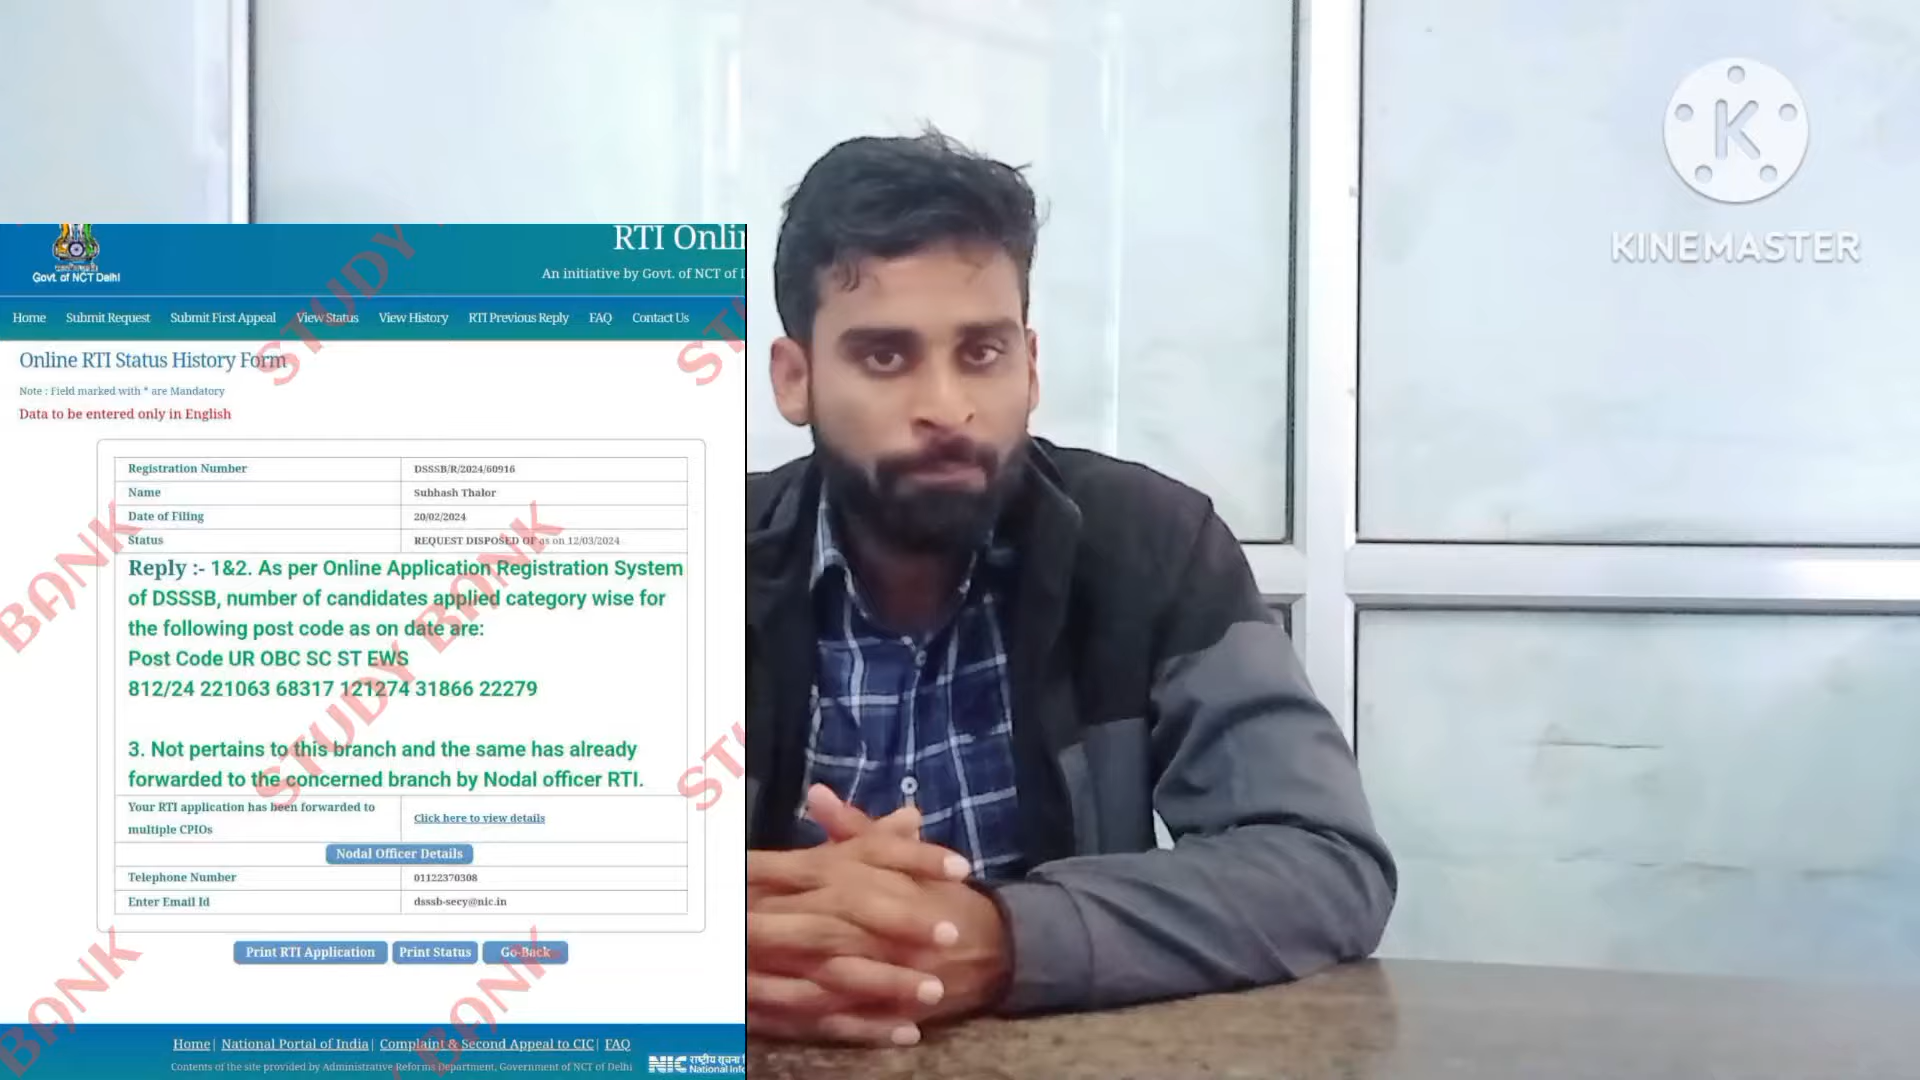 KINEMASTER
Govt. of NCT Delhi
RTI Onli
An initiative by Govt. of NCT of
Home Submit Request Submit First Appeal View Status View History RTI Previous Reply FAQ Contact Us
Online RTI Status History Form
Note : Field marked with * are Mandatory
Data to be entered only in English
Registration Number DSSSB/R/2024/60916
Name Subhash Thalor
Date of Filing 20/02/2024
Status REQUEST DISPOSED OF as on 12/03/2024
Reply :- 1&2. As per Online Application Registration System
of DSSSB, number of candidates applied category wise for
the following post code as on date are:
Post Code UR OBC SC ST EWS
812/24 221063 68317 121274 31866 22279
3. Not pertains to this branch and the same has already
forwarded to the concerned branch by Nodal officer RTI.
Your RTI application has been forwarded to
multiple CPIOs
Click here to view details
Nodal Officer Details
Telephone Number 01122370308
Enter Email Id dsssb-secy@nic.in
Print RTI Application Print Status Go-Back
Home| National Portal of India| Complaint & Second Appeal to CIC| FAQ
Contents of the site provided by Administrative Reforms Department, Government of NCT of Delhi
NIC राष्ट्रीय सूचना
National Info
STUDY BANK
STUDY BANK